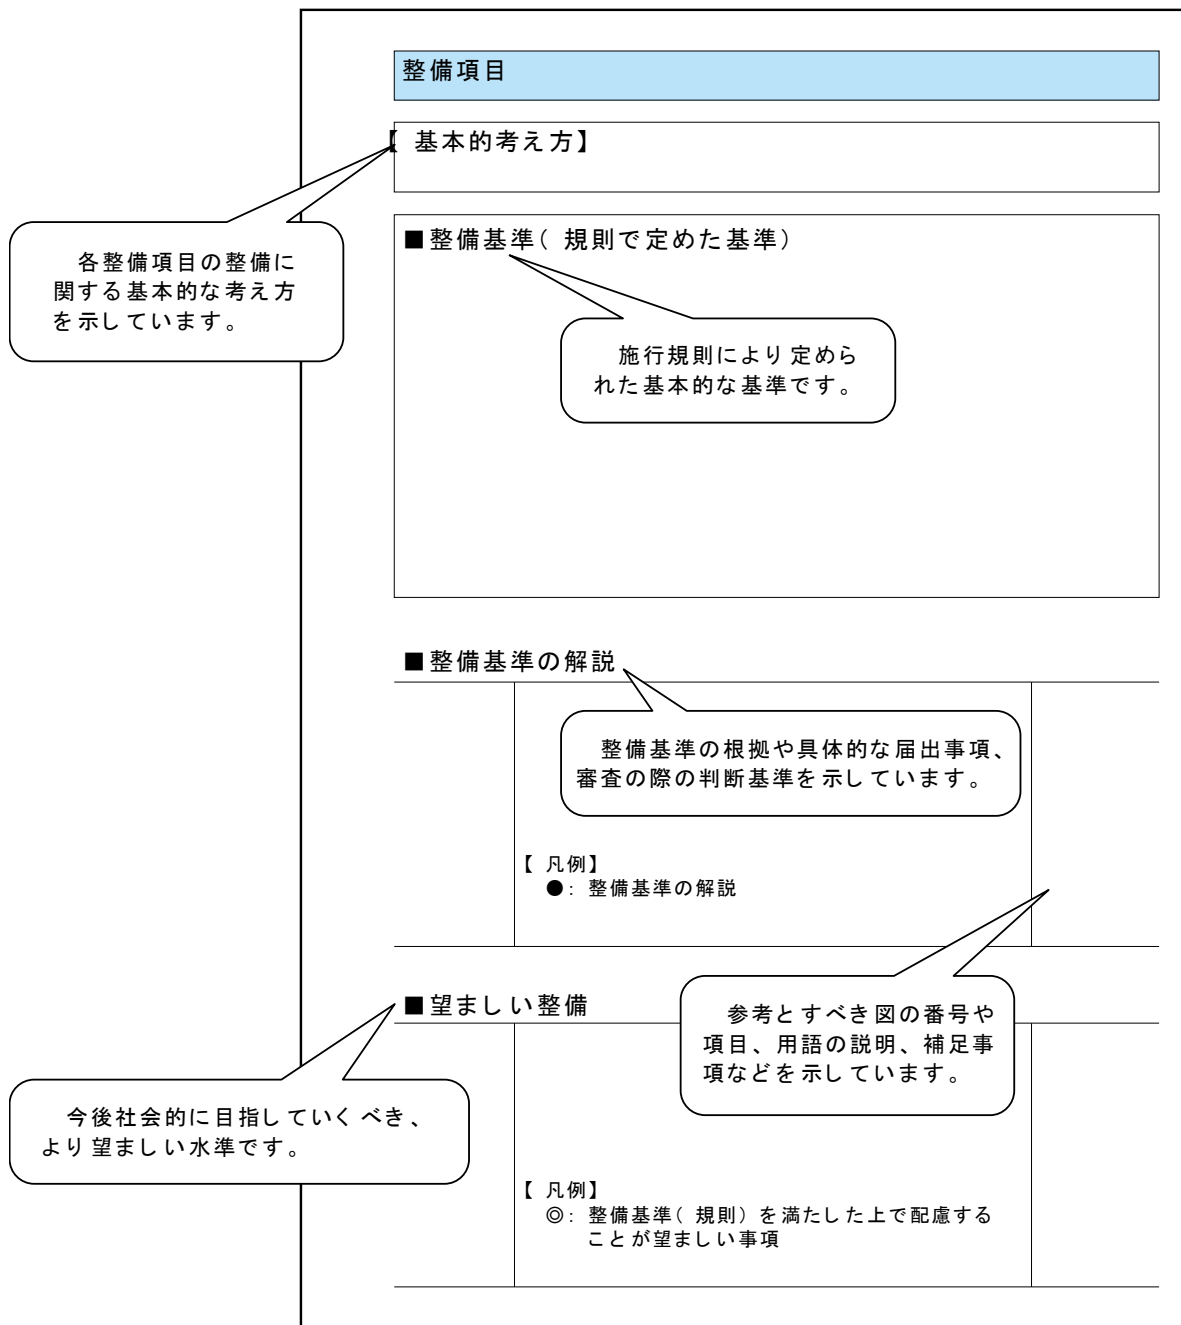 整備項目
【基本的考え方】
各整備項目の整備に
関する基本的な考え方
を示しています。
■整備基準(規則で定めた基準)
施行規則により定めら
れた基本的な基準です。
■整備基準の解説
整備基準の根拠や具体的な届出事項、
審査の際の判断基準を示しています。
【凡例】
●:整備基準の解説
■望ましい整備
参考とすべき図の番号や
項目、用語の説明、補足事
項などを示しています。
今後社会的に目指していくべき、
より望ましい水準です。
【凡例】
◎:整備基準(規則)を満たした上で配慮する
ことが望ましい事項